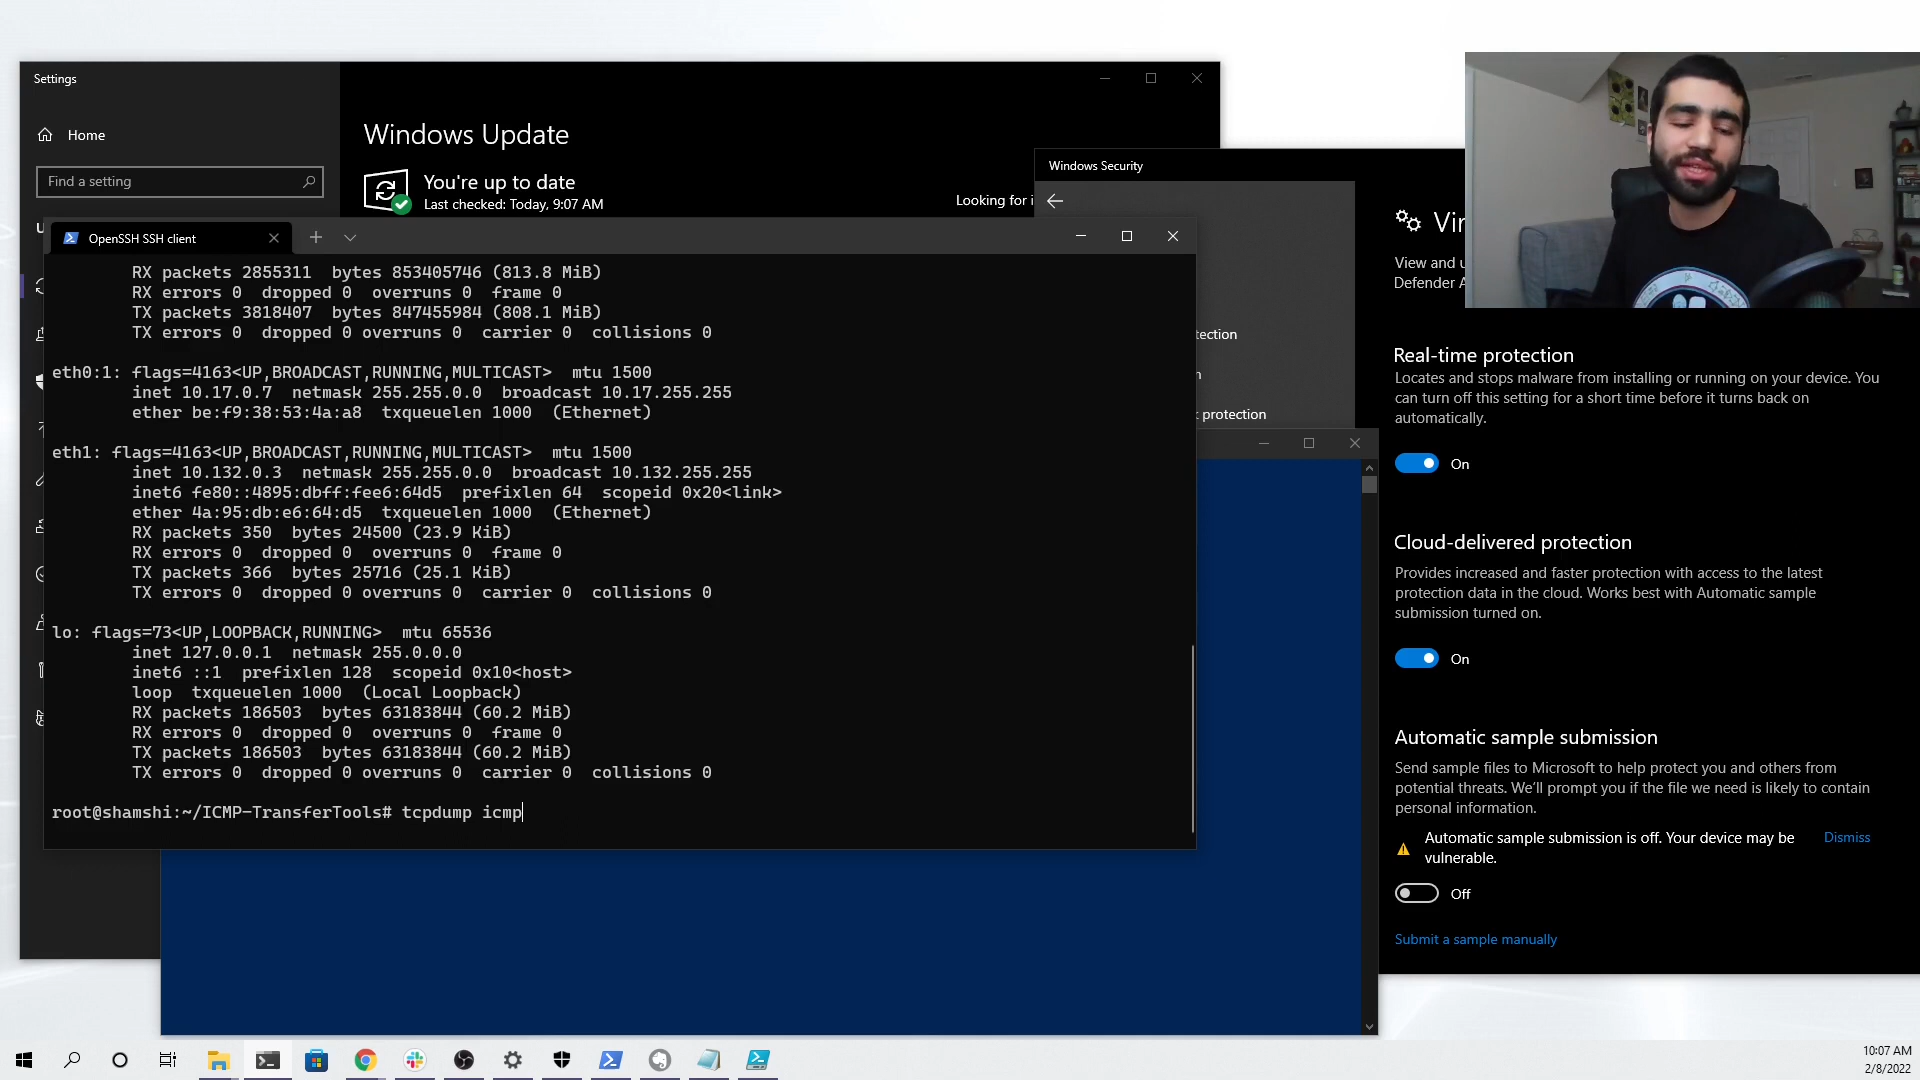 Settings
Home
Find a setting
Windows Update
You're up to date
Last checked: Today, 9:07 AM
Looking for i
Windows Security
OpenSSH SSH client
RX packets 2855311  bytes 853405746 (813.8 MiB)
RX errors 0  dropped 0  overruns 0  frame 0
TX packets 3818407  bytes 847455984 (808.1 MiB)
TX errors 0  dropped 0 overruns 0  carrier 0  collisions 0
eth0:1: flags=4163<UP,BROADCAST,RUNNING,MULTICAST>  mtu 1500
inet 10.17.0.7  netmask 255.255.0.0  broadcast 10.17.255.255
ether be:f9:38:53:4a:a8  txqueuelen 1000  (Ethernet)
eth1: flags=4163<UP,BROADCAST,RUNNING,MULTICAST>  mtu 1500
inet 10.132.0.3  netmask 255.255.0.0  broadcast 10.132.255.255
inet6 fe80::4895:dbff:fee6:64d5  prefixlen 64  scopeid 0x20<link>
ether 4a:95:db:e6:64:d5  txqueuelen 1000  (Ethernet)
RX packets 350  bytes 24500 (23.9 KiB)
RX errors 0  dropped 0  overruns 0  frame 0
TX packets 366  bytes 25716 (25.1 KiB)
TX errors 0  dropped 0 overruns 0  carrier 0  collisions 0
lo: flags=73<UP,LOOPBACK,RUNNING>  mtu 65536
inet 127.0.0.1  netmask 255.0.0.0
inet6 ::1  prefixlen 128  scopeid 0x10<host>
loop  txqueuelen 1000  (Local Loopback)
RX packets 186503  bytes 63183844 (60.2 MiB)
RX errors 0  dropped 0  overruns 0  frame 0
TX packets 186503  bytes 63183844 (60.2 MiB)
TX errors 0  dropped 0 overruns 0  carrier 0  collisions 0
root@shamshi:~/ICMP-TransferTools# tcpdump icmp
tection
n
t protection
Vir
View and u
Defender A
Real-time protection
Locates and stops malware from installing or running on your device. You
can turn off this setting for a short time before it turns back on
automatically.
On
Cloud-delivered protection
Provides increased and faster protection with access to the latest
protection data in the cloud. Works best with Automatic sample
submission turned on.
On
Automatic sample submission
Send sample files to Microsoft to help protect you and others from
potential threats. We'll prompt you if the file we need is likely to contain
personal information.
Automatic sample submission is off. Your device may be
vulnerable.
Dismiss
Off
Submit a sample manually
10:07 AM
2/8/2022